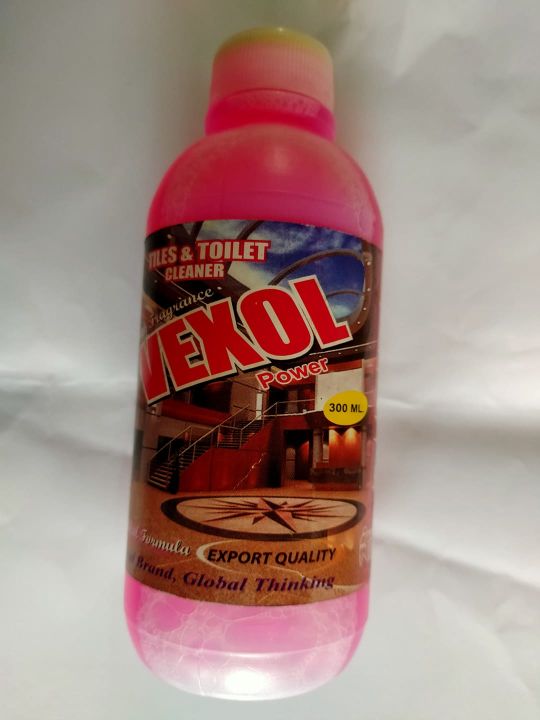 TILES & TOILET
CLEANER
Fragrance
VEXOL
Power
300 ML.
Formula
EXPORT QUALITY
Brand, Global Thinking